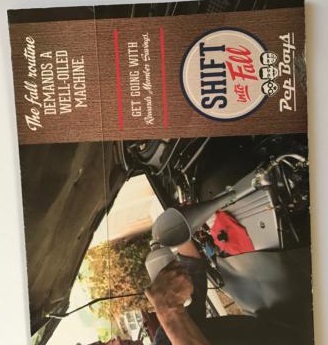 The fall routine
DEMANDS A
WELL-OILED
MACHINE.
GET GOING WITH
Rewards Member Savings.
SHIFT
into Fall
Pep Boys